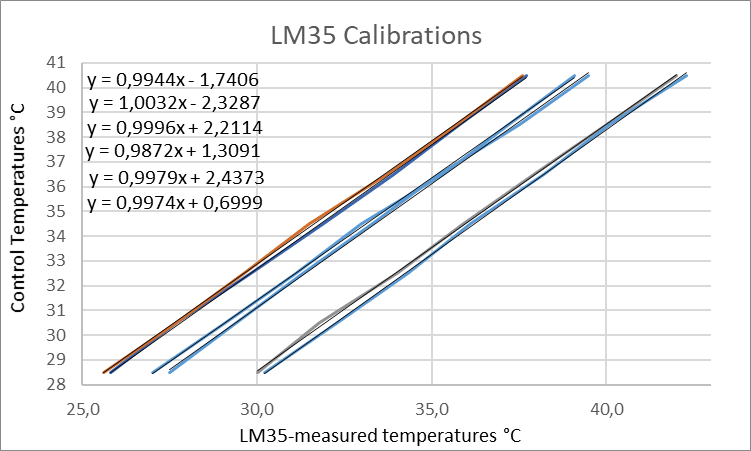 LM35 Calibrations
41
40
39
38
37
36
35
34
33
32
31
30
29
28
Control Temperatures °C
y = 0,9944x - 1,7406
y = 1,0032x - 2,3287
y = 0,9996x + 2,2114
y = 0,9872x + 1,3091
y = 0,9979x + 2,4373
y = 0,9974x + 0,6999
25,0 30,0 35,0 40,0
LM35-measured temperatures °C